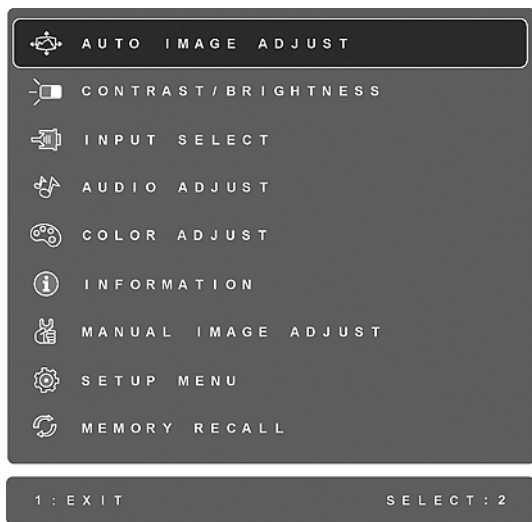 AUTO IMAGE ADJUST
CONTRAST/BRIGHTNESS
INPUT SELECT
AUDIO ADJUST
COLOR ADJUST
INFORMATION
MANUAL IMAGE ADJUST
SETUP MENU
MEMORY RECALL
1:EXIT SELECT:2